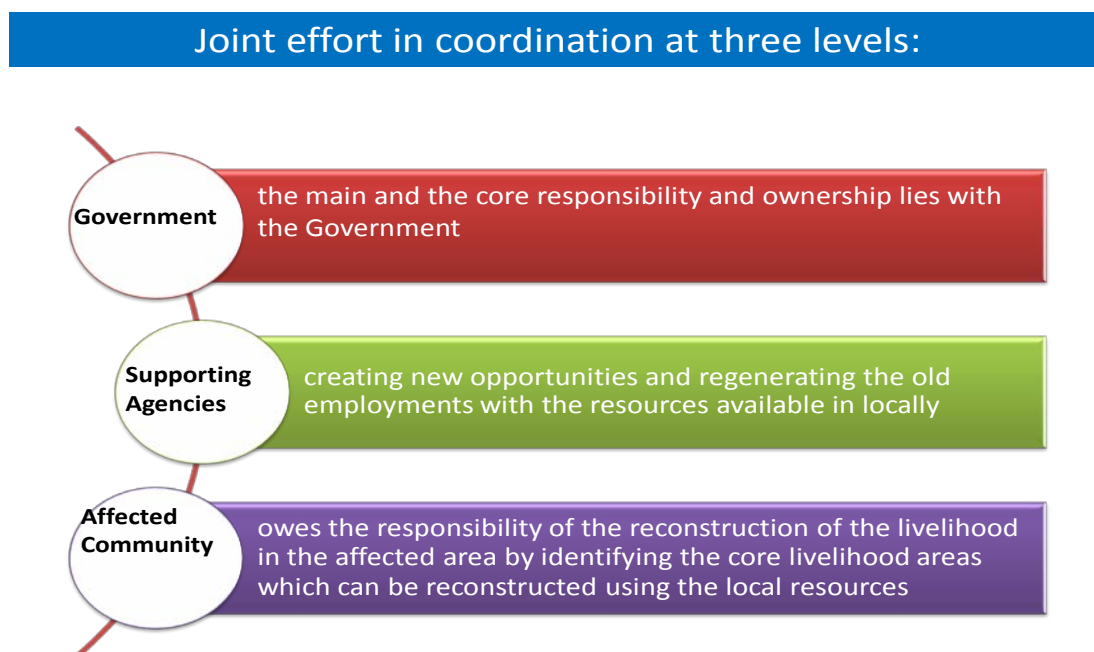 Joint effort in coordination at three levels:
Government
the main and the core responsibility and ownership lies with
the Government
Supporting
Agencies
creating new opportunities and regenerating the old
employments with the resources available in locally
Affected
Community
owes the responsibility of the reconstruction of the livelihood
in the affected area by identifying the core livelihood areas
which can be reconstructed using the local resources